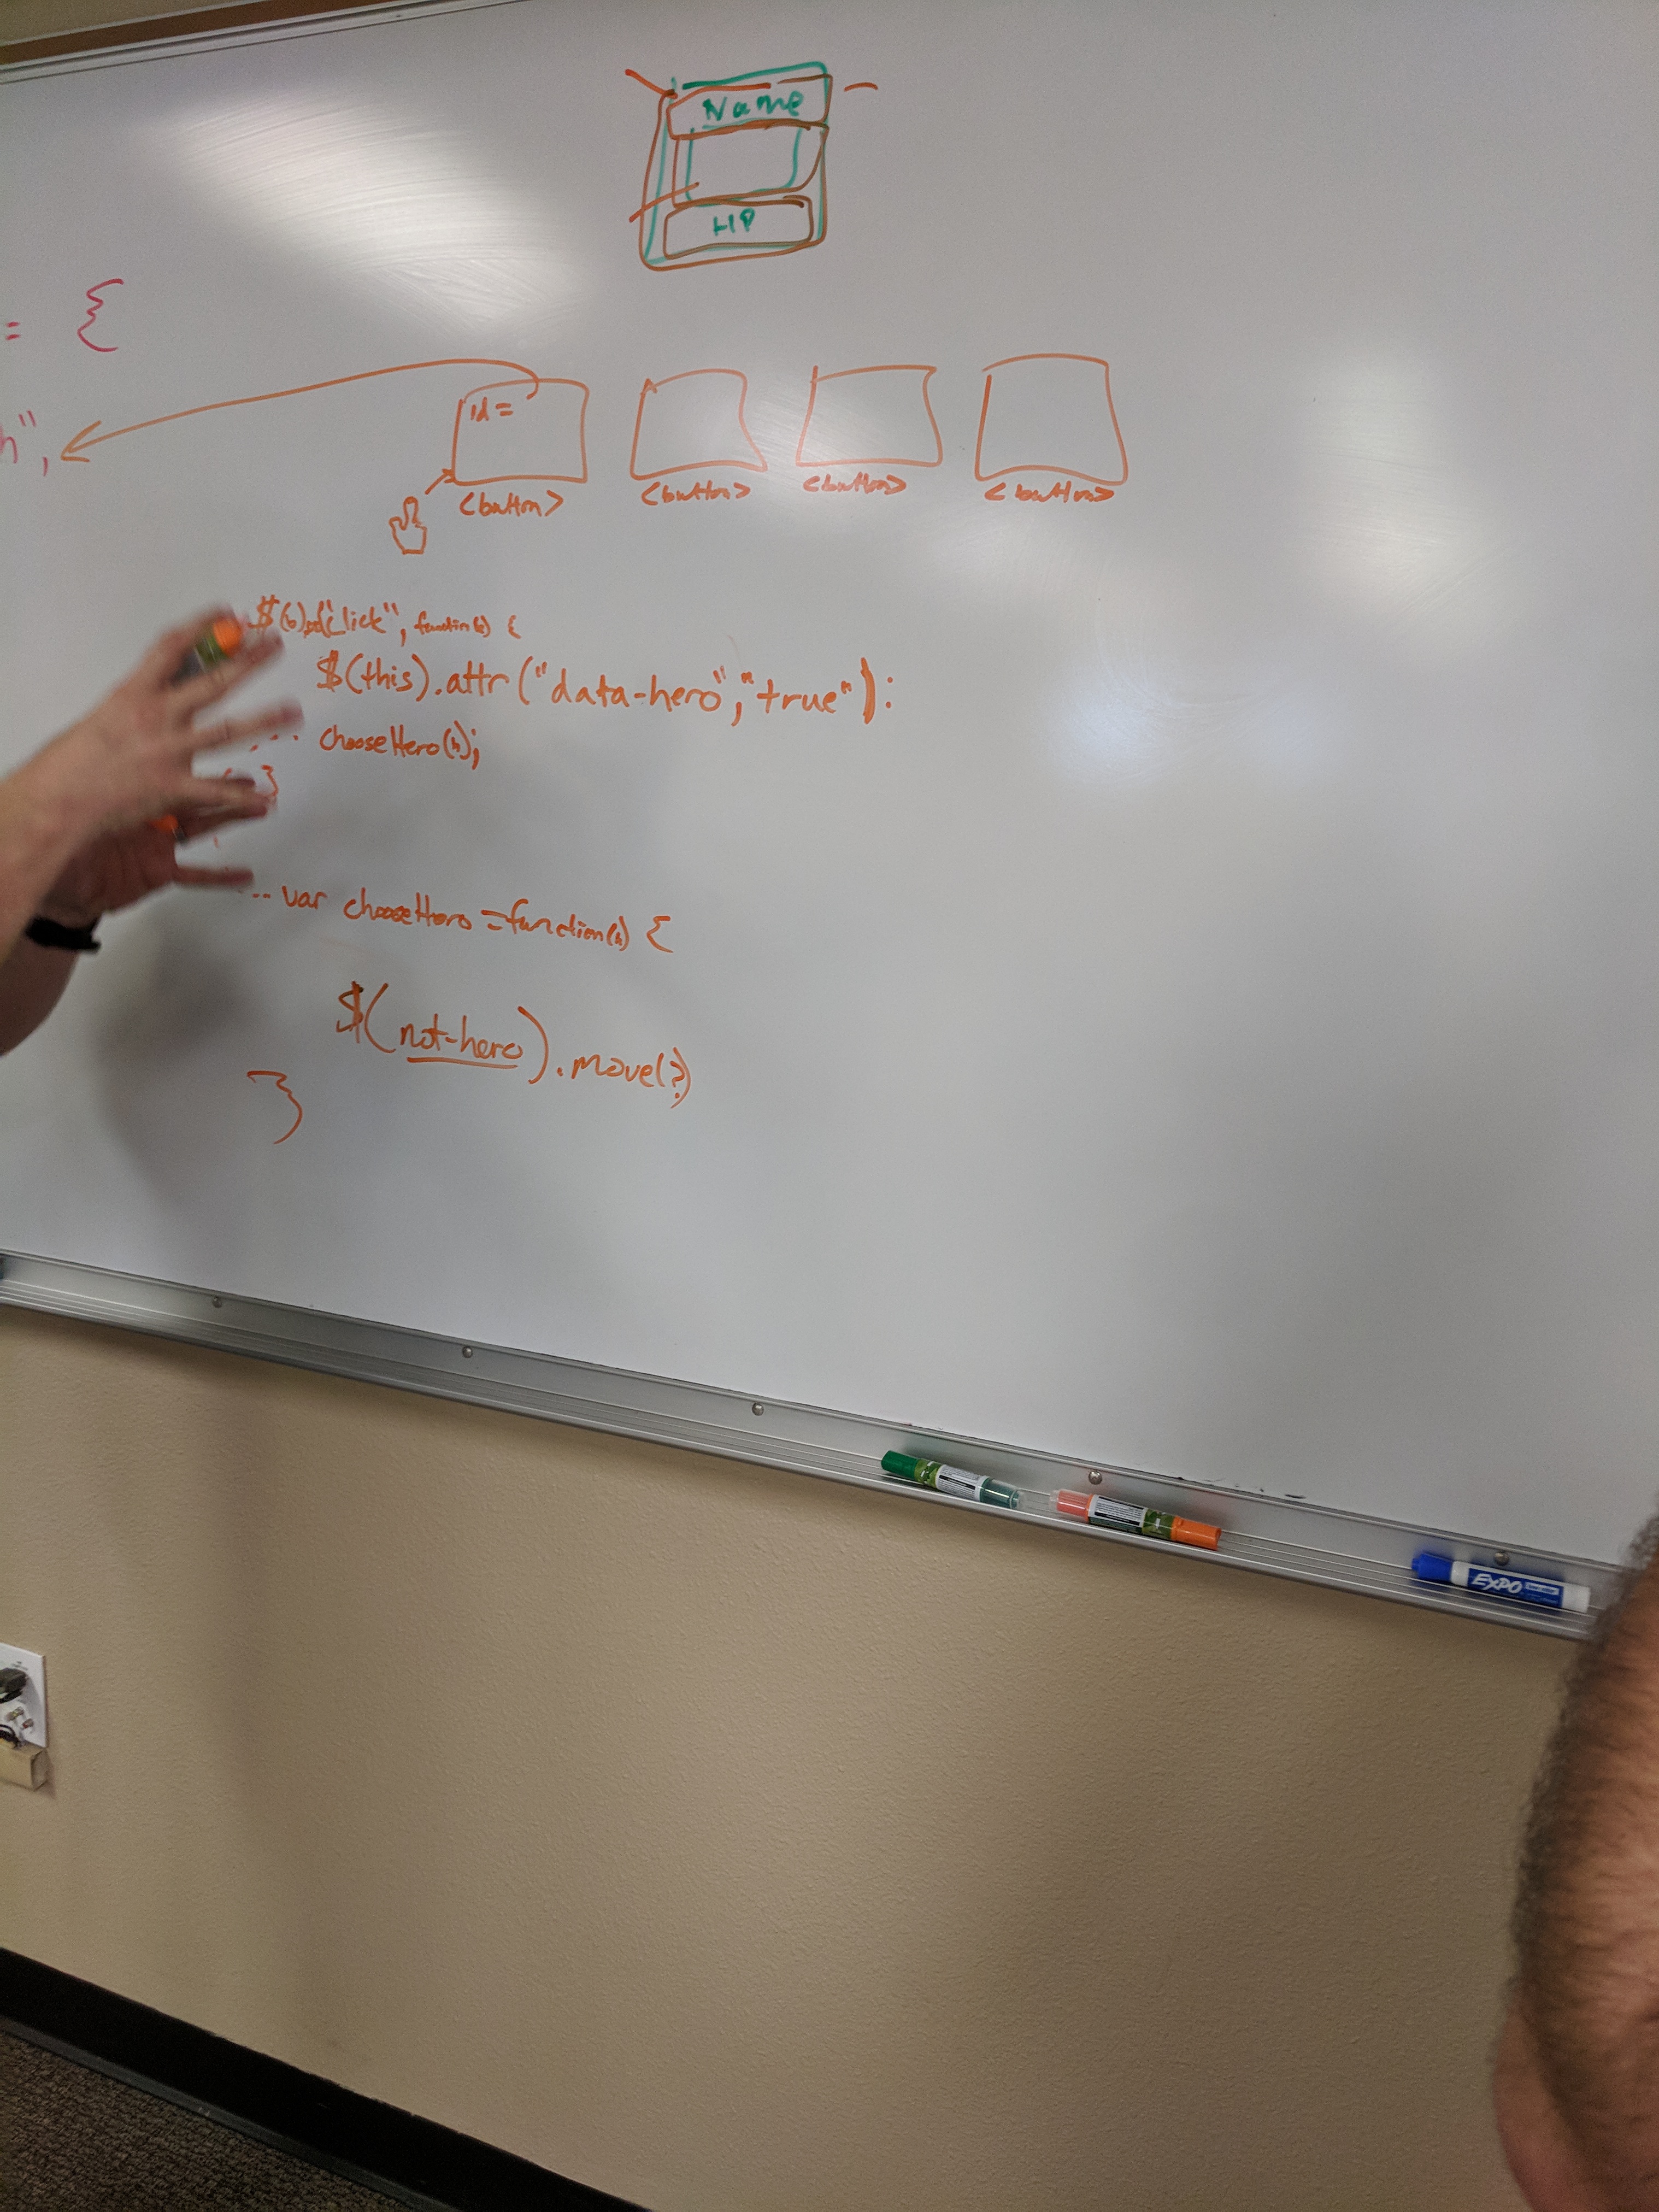 Name
HP
= {
h",
id =
<button> <button> <button> <button>
$(b).on("click", function(e) {
$(this).attr("data-hero","true"):
... chooseHero(h);
}
... var chooseHero = function(h) {
$(not-hero).move(?)
}
EXPO